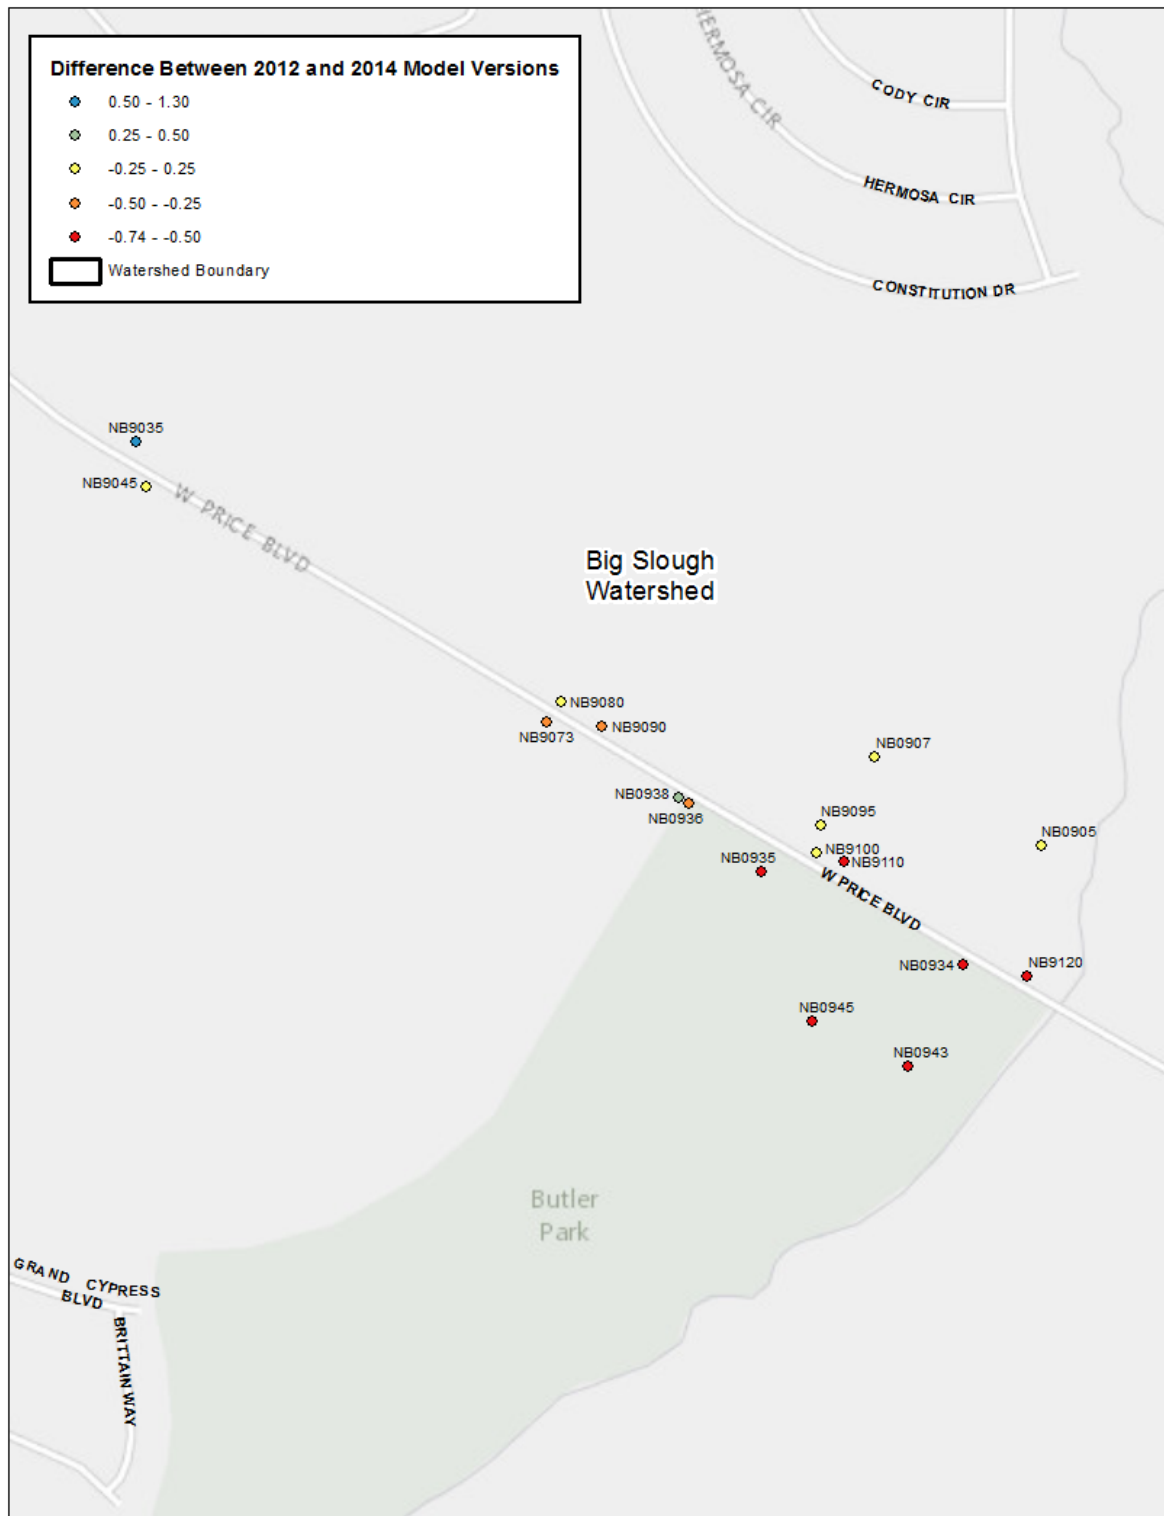 HERMOSA CIR
CODY CIR
HERMOSA CIR
CONSTITUTION DR
Difference Between 2012 and 2014 Model Versions
0.50 - 1.30
0.25 - 0.50
-0.25 - 0.25
-0.50 - -0.25
-0.74 - -0.50
Watershed Boundary
NB9035
NB9045
W PRICE BLVD
Big Slough
Watershed
NB9080
NB9073
NB9090
NB0907
NB0938
NB0936
NB9095
NB0905
NB9100
NB0935
NB9110
W PRICE BLVD
NB0934
NB9120
NB0945
NB0943
Butler
Park
GRAND CYPRESS
BLVD
BRITTAIN WAY